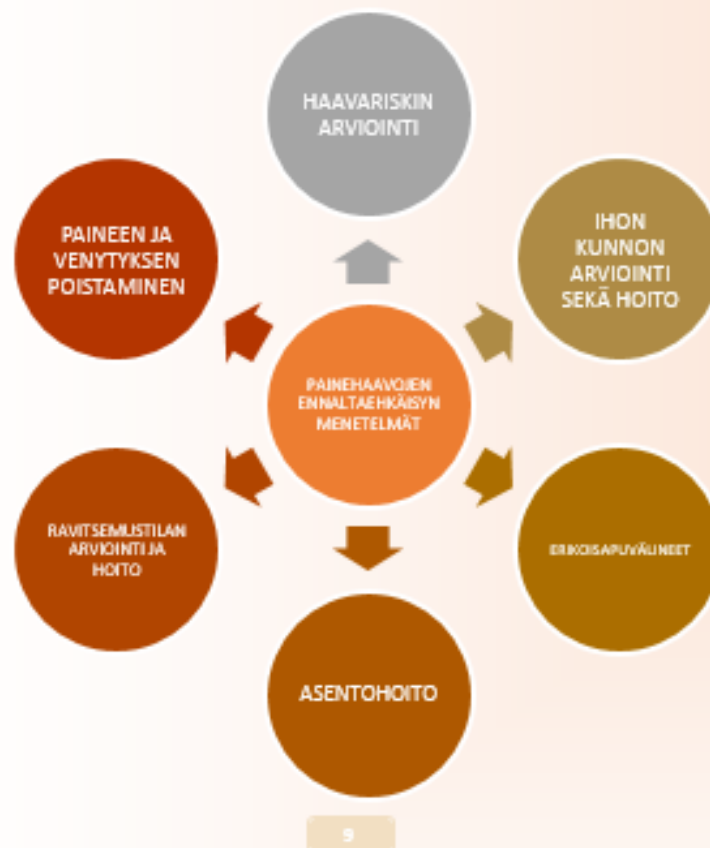 HAAVARISKIN
ARVIOINTI
IHON
KUNNON
ARVIOINTI
SEKÄ HOITO
ERIKOISAPUVÄLINEET
ASENTOHOITO
RAVITSEMUSTILAN
ARVIOINTI JA
HOITO
PAINEEN JA
VENYTYKSEN
POISTAMINEN
PAINEHAAVOJEN
ENNALTAEHKÄISYN
MENETELMÄT
9